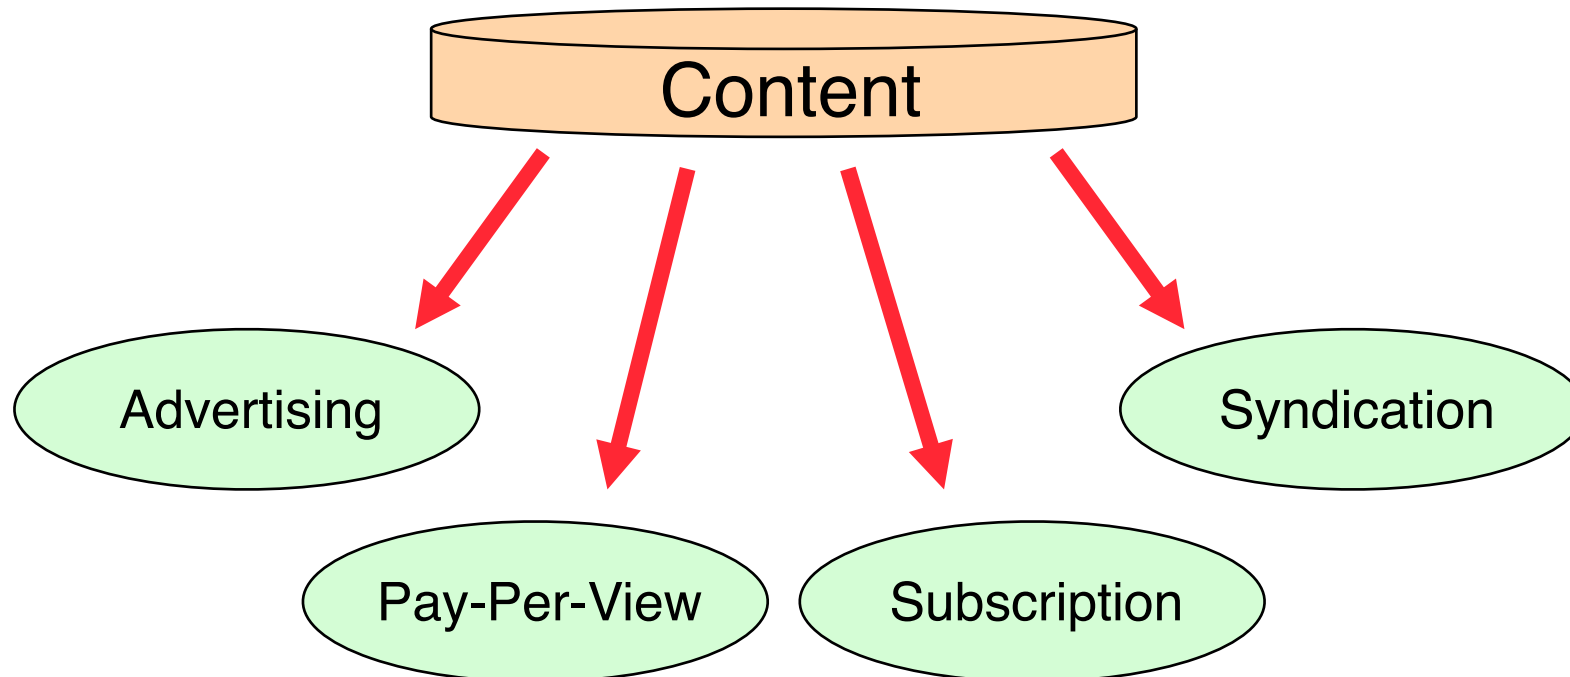 Content
Advertising
Syndication
Pay-Per-View
Subscription